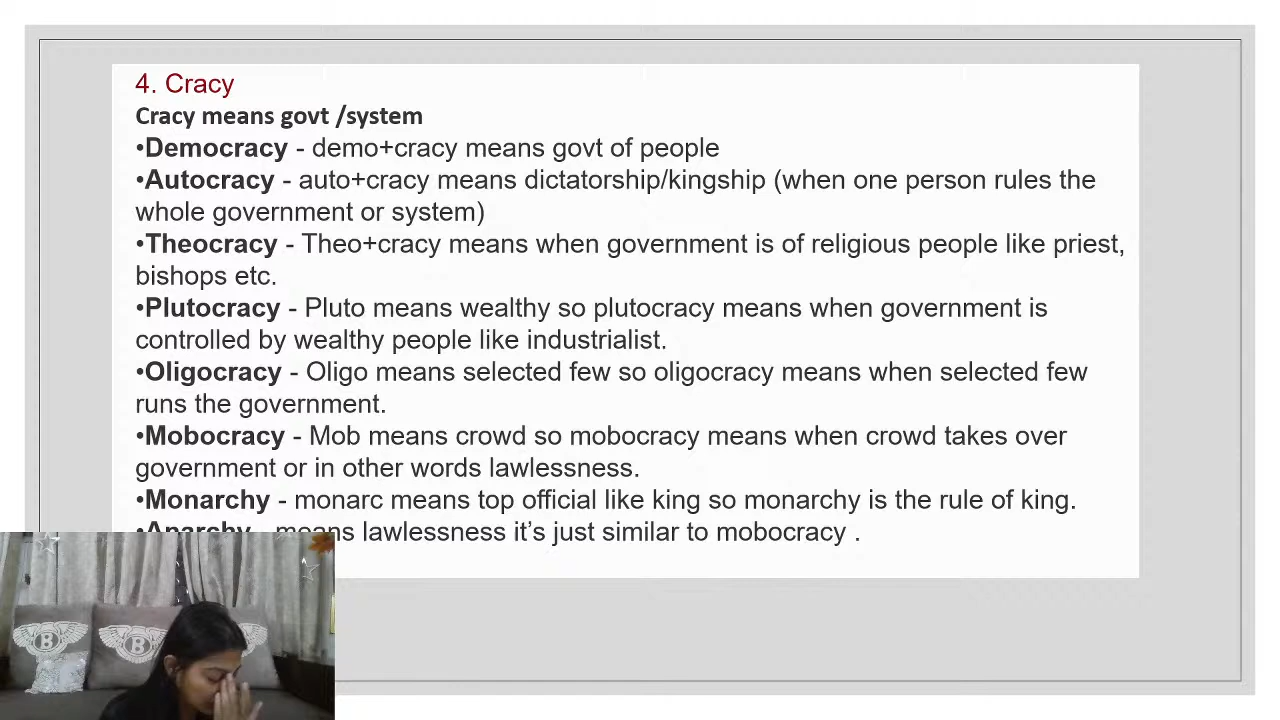 4. Cracy
Cracy means govt /system
•Democracy - demo+cracy means govt of people
•Autocracy - auto+cracy means dictatorship/kingship (when one person rules the
whole government or system)
•Theocracy - Theo+cracy means when government is of religious people like priest,
bishops etc.
•Plutocracy - Pluto means wealthy so plutocracy means when government is
controlled by wealthy people like industrialist.
•Oligocracy - Oligo means selected few so oligocracy means when selected few
runs the government.
•Mobocracy - Mob means crowd so mobocracy means when crowd takes over
government or in other words lawlessness.
•Monarchy - monarc means top official like king so monarchy is the rule of king.
•Anarchy - means lawlessness it's just similar to mobocracy .
B
B